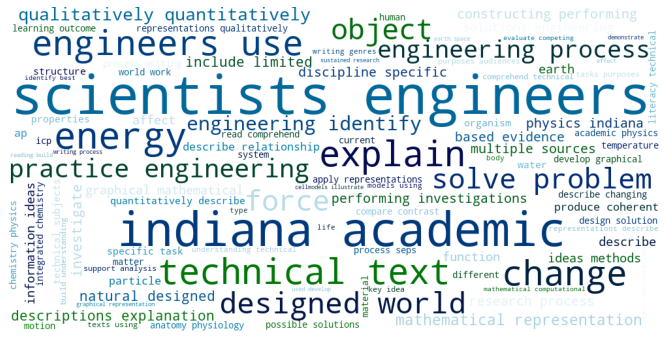 qualitatively quantitatively
constructing performing
learning outcome
representations qualitatively
human
object
engineers use
writing genres
earth space
evaluate competing
demonstrate
sustained research
purposes audiences
affect
engineering process
include limited
structure
world work
identify best
discipline specific
earth
comprehend technical
tasks purposes
literacy technical
scientists engineers
properties
affect
engineering identify
organism
physics indiana
ap
energy
read comprehend
current
based evidence
academic physics
icp
describe relationship
explain
multiple sources
temperature
reading build
writing process
system
body
develop graphical
practice engineering
water
solve problem
cellmodels illustrate
models using
apply representations
graphical mathematical
force
performing investigations
describe changing
quantitatively describe
compare contrast
produce coherent
type
design solution
life
representations describe
indiana academic
describe
chemistry physics
information ideas
integrated chemistry
technical subjects
build understanding
investigate
specific task
understanding technical
function
ideas methods
matter
process seps
support analysis
technical text
different
change
particle
key idea
material
used develop
mathematical computational
natural designed
designed world
research process
graphical representation
descriptions explanation
mathematical representation
motion
texts using
anatomy physiology
possible solutions